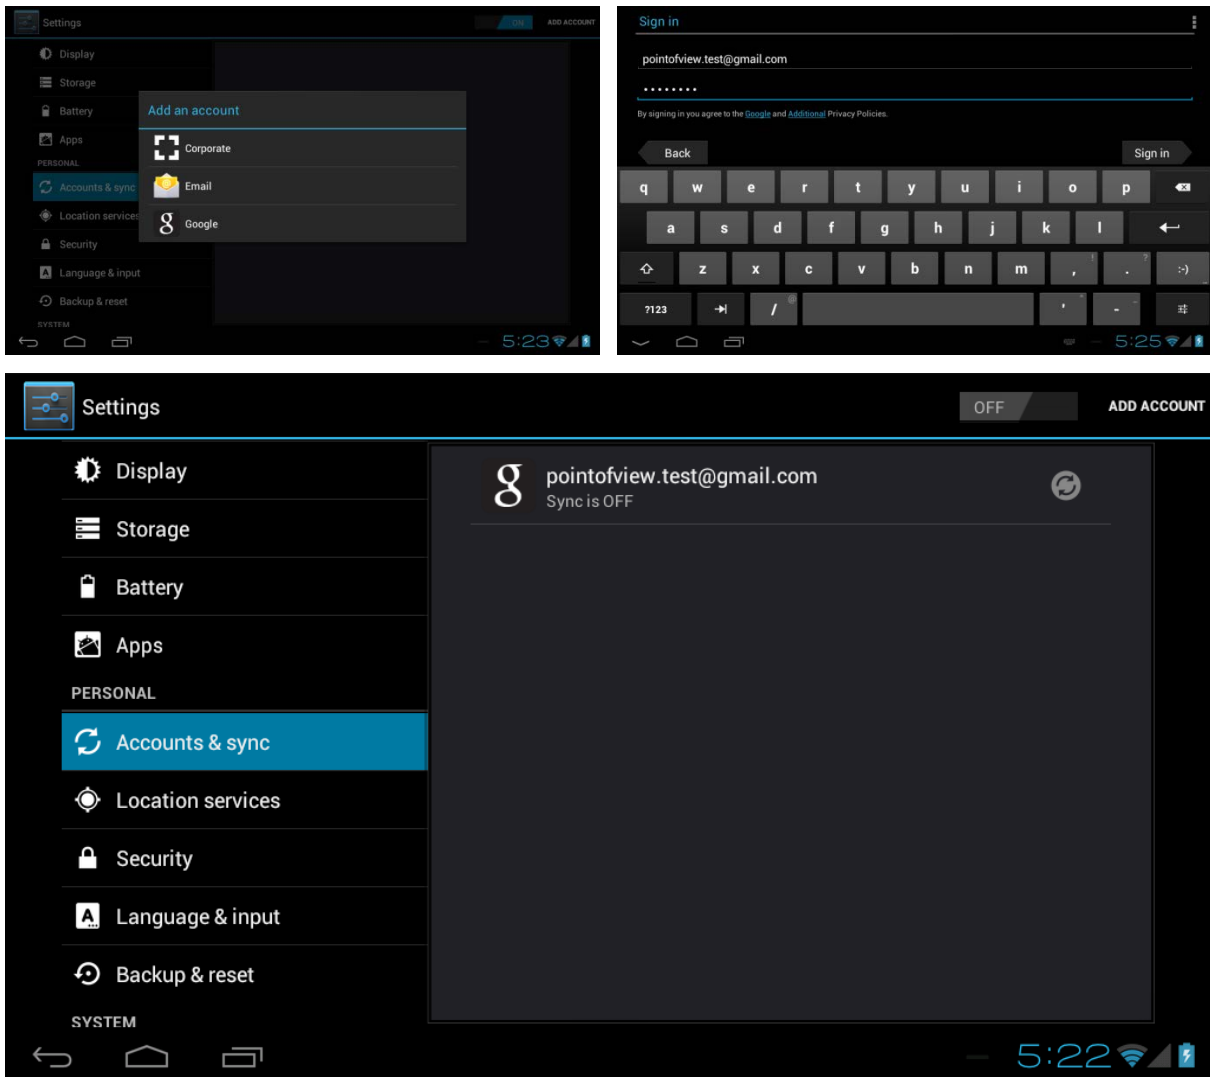 Settings
ON
ADD ACCOUNT
Display
Storage
Battery
Apps
PERSONAL
Accounts & sync
Location services
Security
Language & input
Backup & reset
SYSTEM
Add an account
Corporate
Email
g Google
5:23
Sign in
pointofview.test@gmail.com
........
By signing in you agree to the Google and Additional Privacy Policies.
Back
Sign in
q w e r t y u i o p
a s d f g h j k l
z x c v b n m , ! . ? :-)
?123 / @ ' " - _
5:25
Settings
OFF
ADD ACCOUNT
Display
Storage
Battery
Apps
PERSONAL
Accounts & sync
Location services
Security
Language & input
Backup & reset
SYSTEM
g pointofview.test@gmail.com
Sync is OFF
5:22